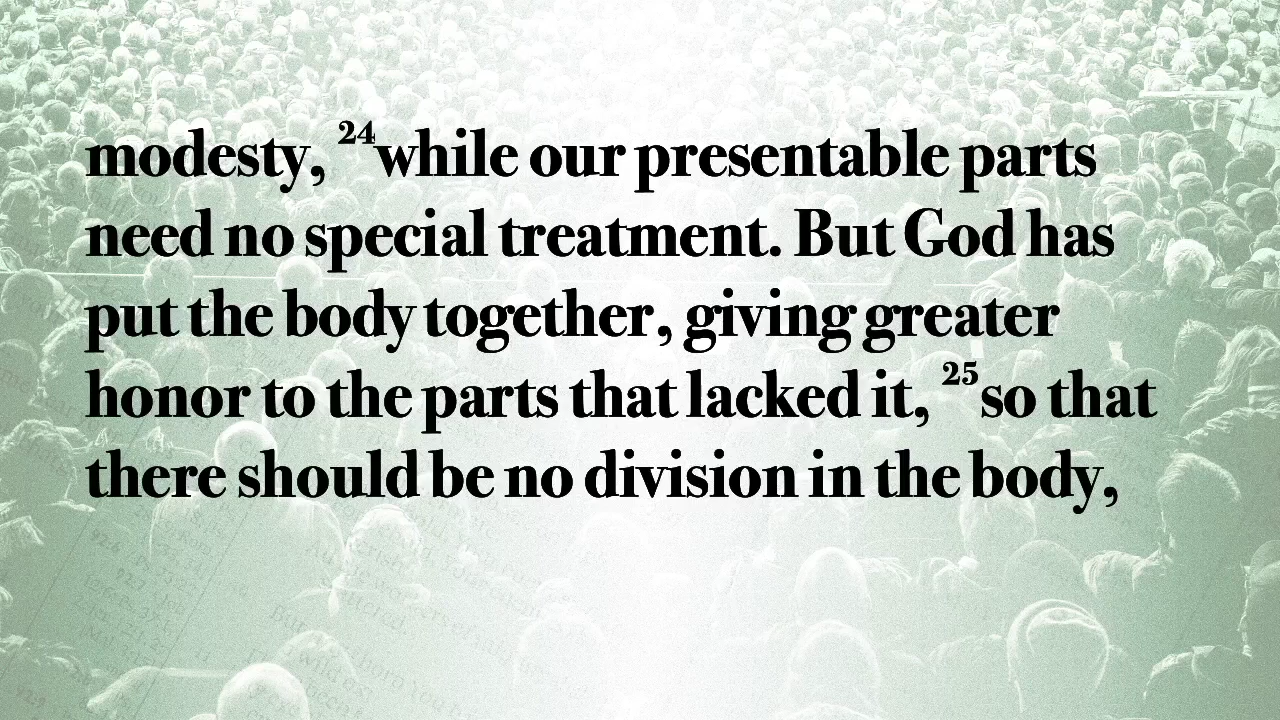 modesty, 24while our presentable parts
need no special treatment. But God has
put the body together, giving greater
honor to the parts that lacked it, 25so that
there should be no division in the body,